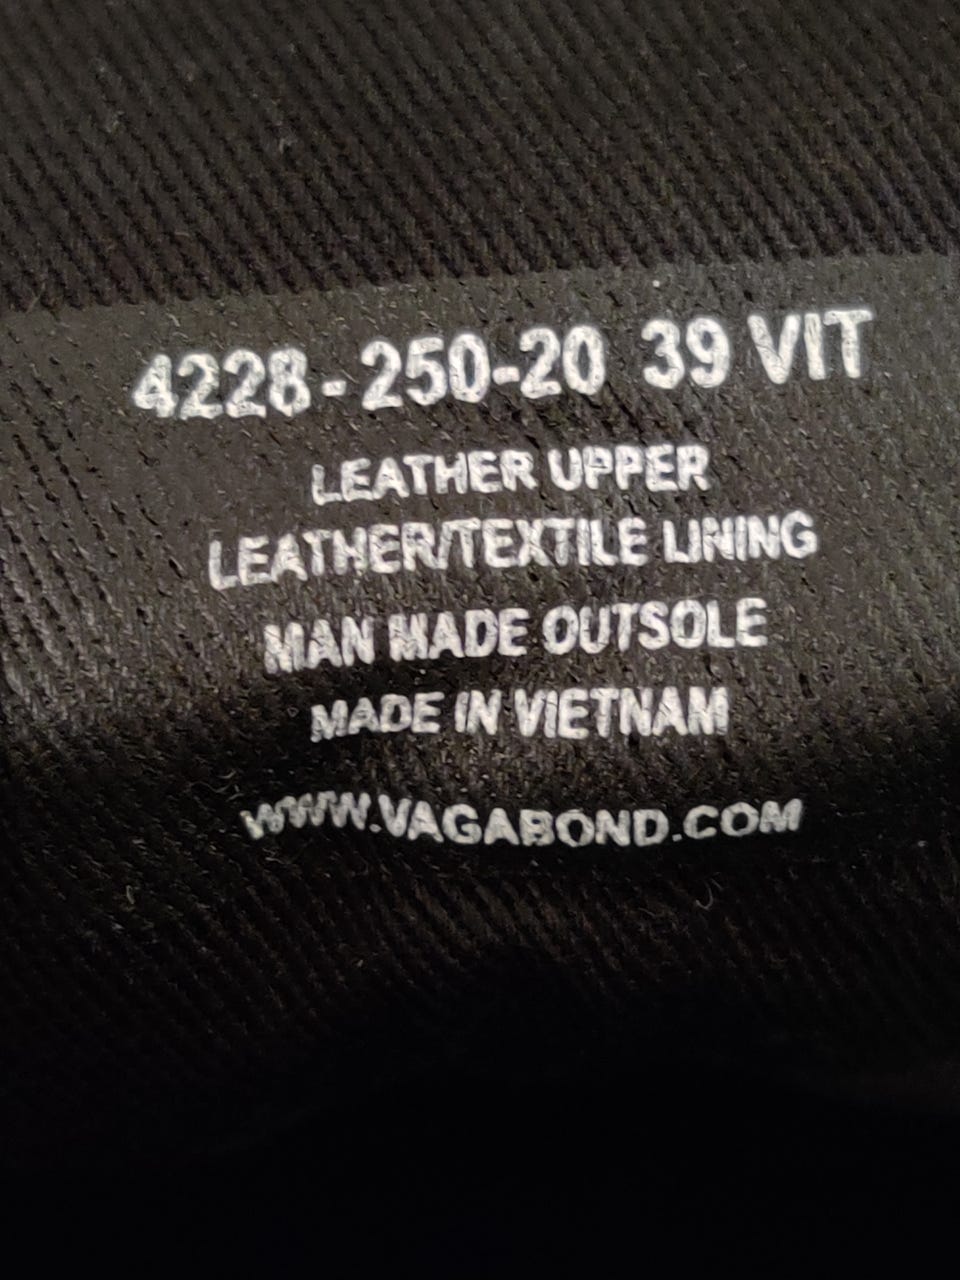 4228-250-20 39 VIT
LEATHER UPPER
LEATHER/TEXTILE LINING
MAN MADE OUTSOLE
MADE IN VIETNAM
WWW.VAGABOND.COM